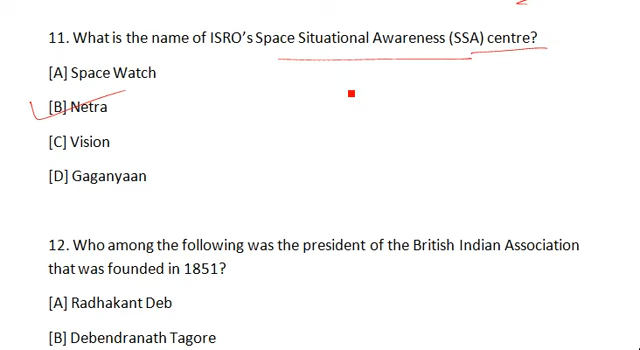 11. What is the name of ISRO’s Space Situational Awareness (SSA) centre?
[A] Space Watch
[B] Netra
[C] Vision
[D] Gaganyaan
12. Who among the following was the president of the British Indian Association
that was founded in 1851?
[A] Radhakant Deb
[B] Debendranath Tagore